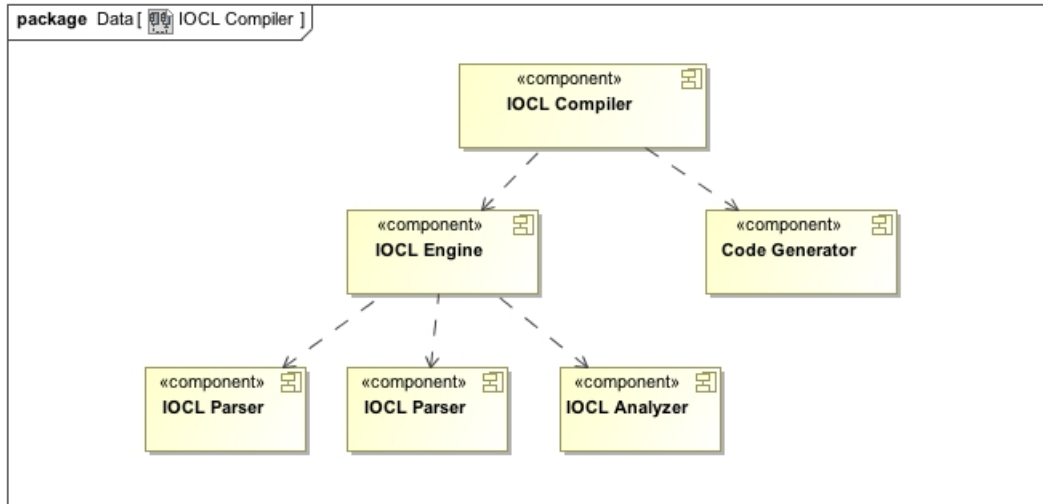 package Data [ IOCL Compiler ]
«component»
IOCL Compiler
«component»
IOCL Engine
«component»
Code Generator
«component»
IOCL Parser
«component»
IOCL Parser
«component»
IOCL Analyzer